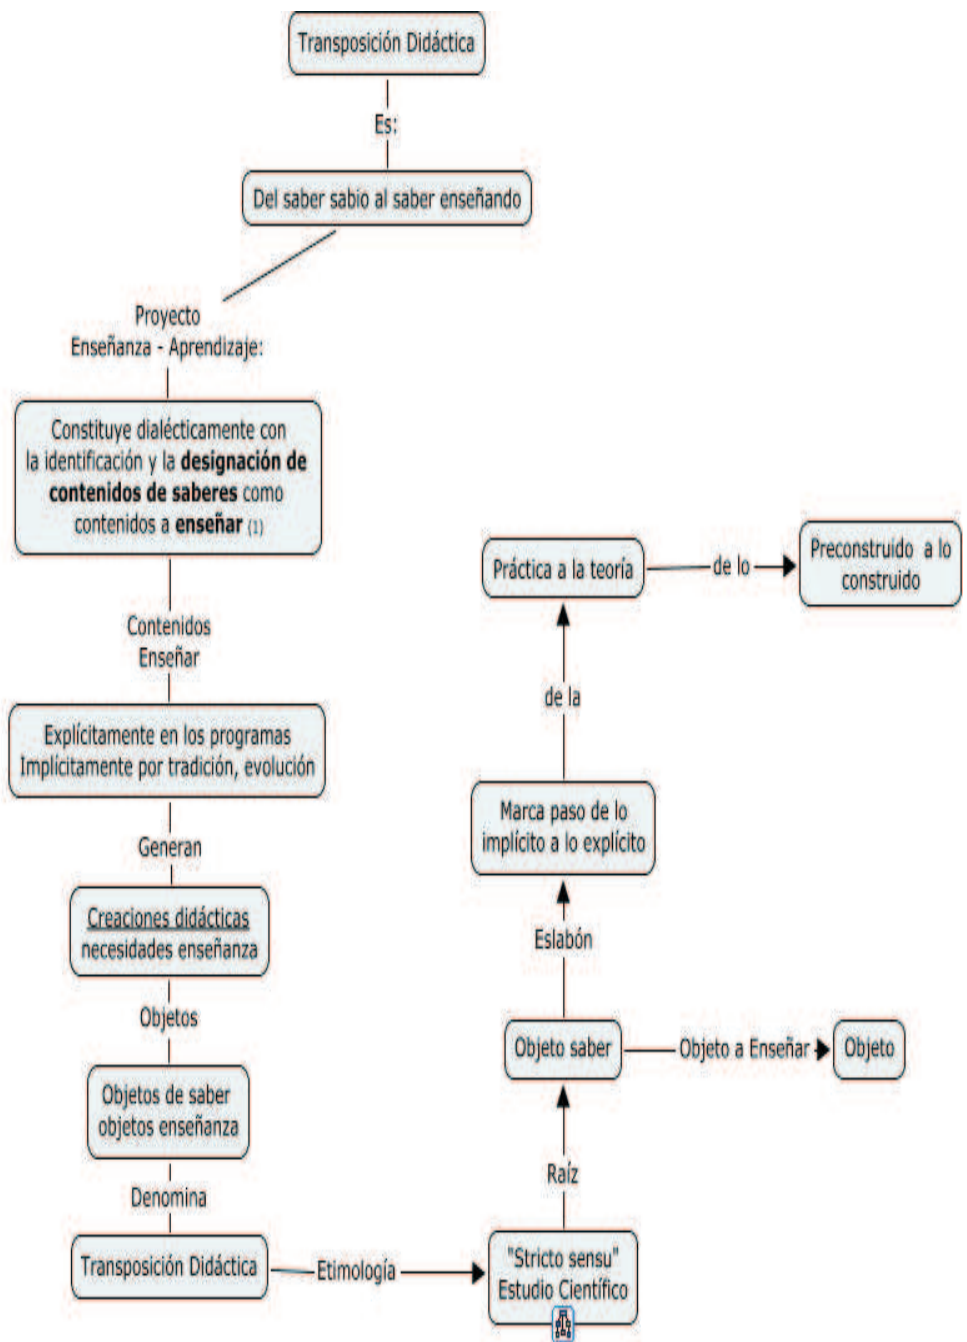 Transposición Didáctica
Es:
Del saber sabio al saber enseñando
Proyecto
Enseñanza - Aprendizaje:
Constituye dialécticamente con
la identificación y la designación de
contenidos de saberes como
contenidos a enseñar (1)
Contenidos
Enseñar
Explícitamente en los programas
Implícitamente por tradición, evolución
Generan
Creaciones didácticas
necesidades enseñanza
Objetos
Objetos de saber
objetos enseñanza
Denomina
Transposición Didáctica
Etimología
"Stricto sensu"
Estudio Científico
Raíz
Objeto saber
Objeto a Enseñar
Objeto
Eslabón
Marca paso de lo
implícito a lo explícito
de la
Práctica a la teoría
de lo
Preconstruido a lo
construido